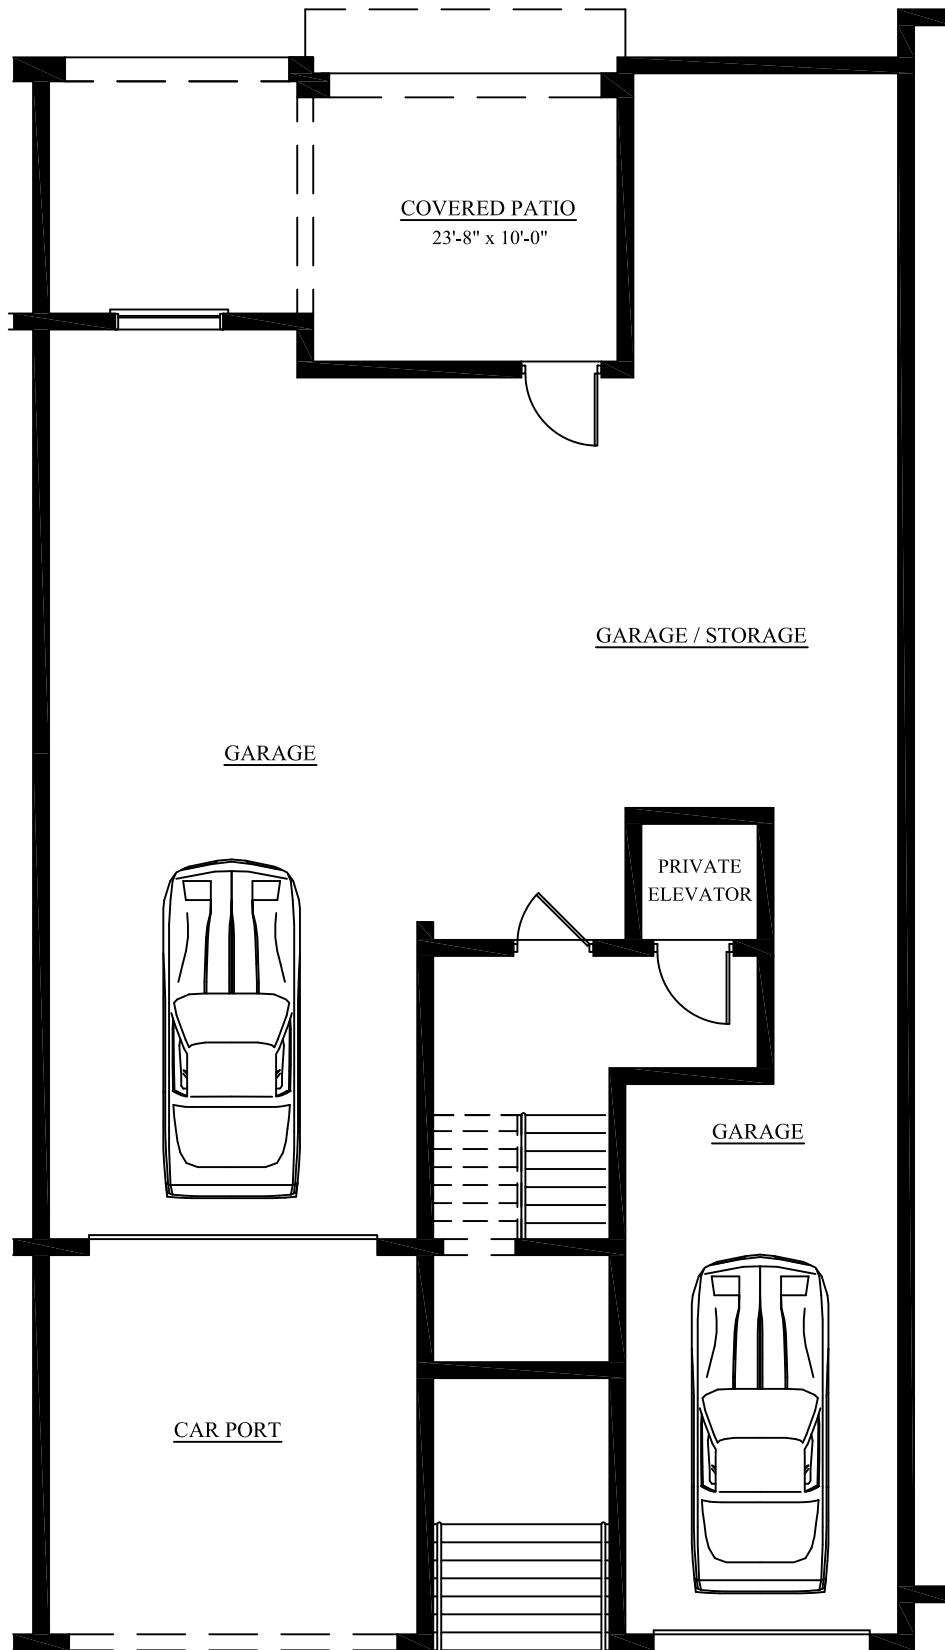 COVERED PATIO
23'-8" x 10'-0"
GARAGE / STORAGE
GARAGE
PRIVATE
ELEVATOR
GARAGE
CAR PORT